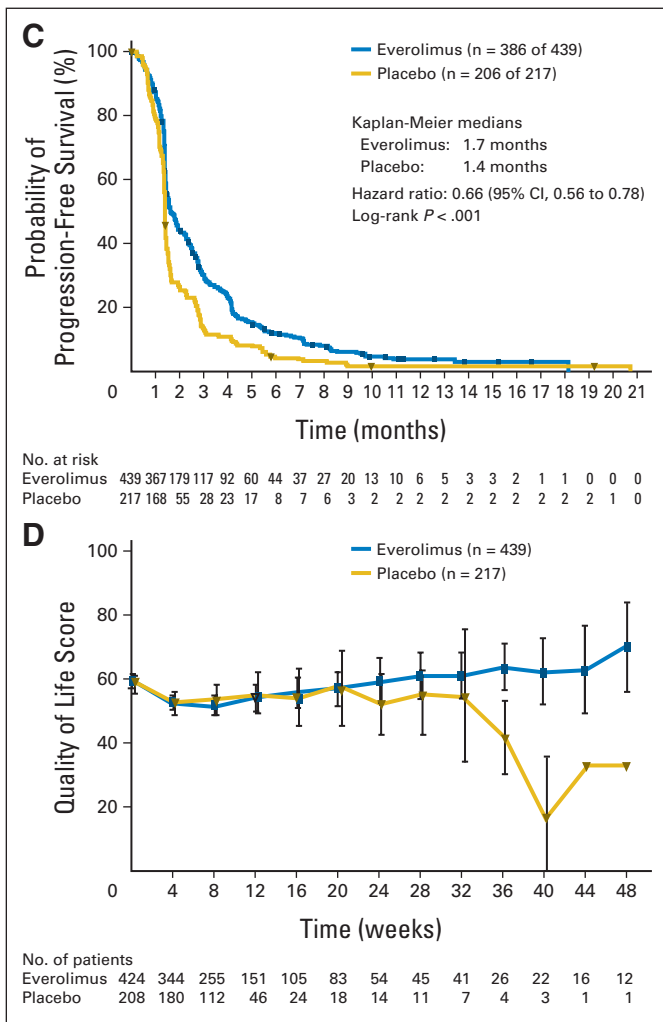 C
Probability of
Progression-Free Survival (%)
100
80
60
40
20
0
Everolimus (n = 386 of 439)
Placebo (n = 206 of 217)
Kaplan-Meier medians
Everolimus: 1.7 months
Placebo: 1.4 months
Hazard ratio: 0.66 (95% CI, 0.56 to 0.78)
Log-rank P < .001
1 2 3 4 5 6 7 8 9 10 11 12 13 14 15 16 17 18 19 20 21
Time (months)
No. at risk
Everolimus 439 367 179 117 92 60 44 37 27 20 13 10 6 5 3 3 2 1 1 0 0 0
Placebo 217 168 55 28 23 17 8 7 6 3 2 2 2 2 2 2 2 2 2 2 1 0
D
Quality of Life Score
100
80
60
40
20
0
Everolimus (n = 439)
Placebo (n = 217)
4 8 12 16 20 24 28 32 36 40 44 48
Time (weeks)
No. of patients
Everolimus 424 344 255 151 105 83 54 45 41 26 22 16 12
Placebo 208 180 112 46 24 18 14 11 7 4 3 1 1